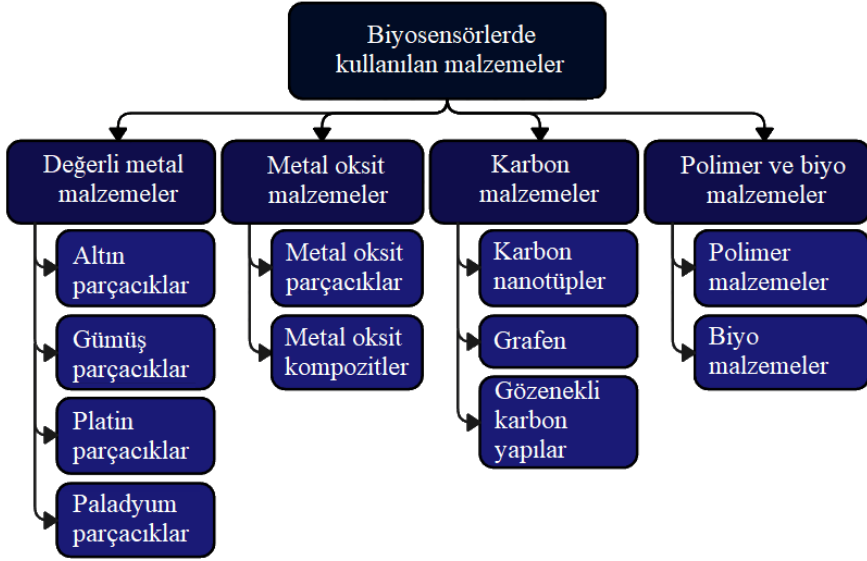 Biyosensörlerde
kullanılan malzemeler
Değerli metal
malzemeler
Altın
parçacıklar
Gümüş
parçacıklar
Platin
parçacıklar
Paladyum
parçacıklar
Metal oksit
malzemeler
Metal oksit
parçacıklar
Metal oksit
kompozitler
Karbon
malzemeler
Karbon
nanotüpler
Grafen
Gözenekli
karbon
yapılar
Polimer ve biyo
malzemeler
Polimer
malzemeler
Biyo
malzemeler